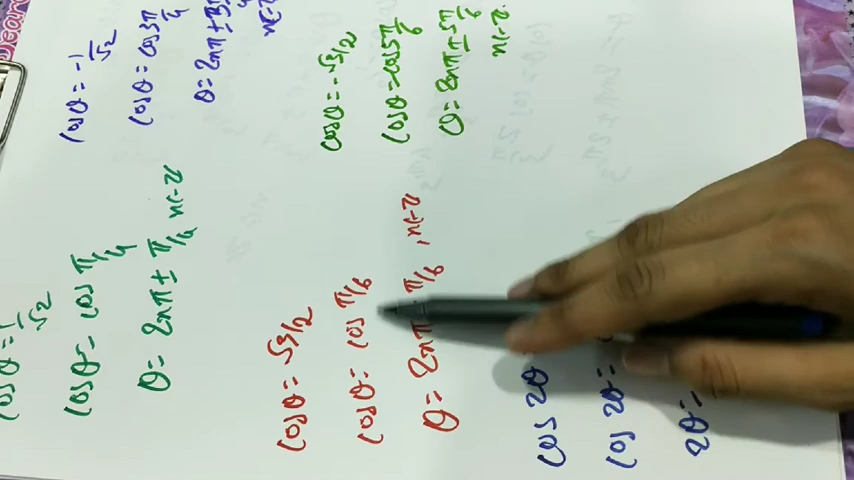 cos θ = 1/√2
cos θ = cos π/4
θ = 2nπ ± π/4 n∈Z
cos θ = -1/√2
cos θ = cos 3π/4
θ = 2nπ ± 3π/4
n∈Z
cos θ = √3/2
cos θ = cos π/6
θ = 2nπ π/6, n∈Z
cos θ = -√3/2
cos θ = cos 5π/6
θ = 2nπ ± 5π/6
n∈Z
cos 2θ
cos 2θ =
2θ =